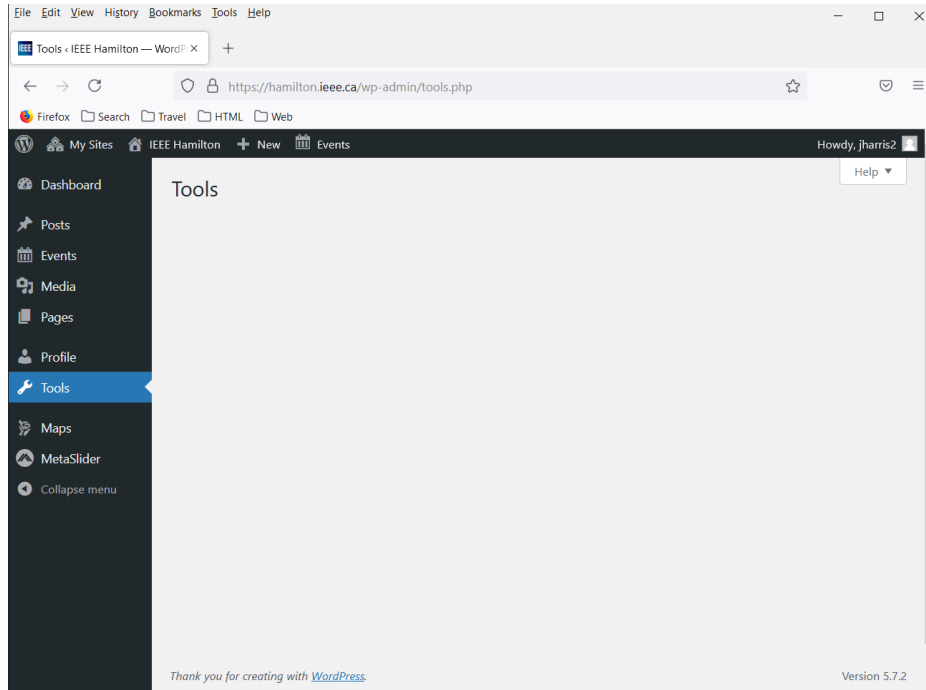 File Edit View History Bookmarks Tools Help
IEEE Tools ‹ IEEE Hamilton — WordP
https://hamilton.ieee.ca/wp-admin/tools.php
Firefox Search Travel HTML Web
My Sites IEEE Hamilton New Events Howdy, jharris2
Help
Dashboard
Tools
Posts
Events
Media
Pages
Profile
Tools
Maps
MetaSlider
Collapse menu
Thank you for creating with WordPress. Version 5.7.2